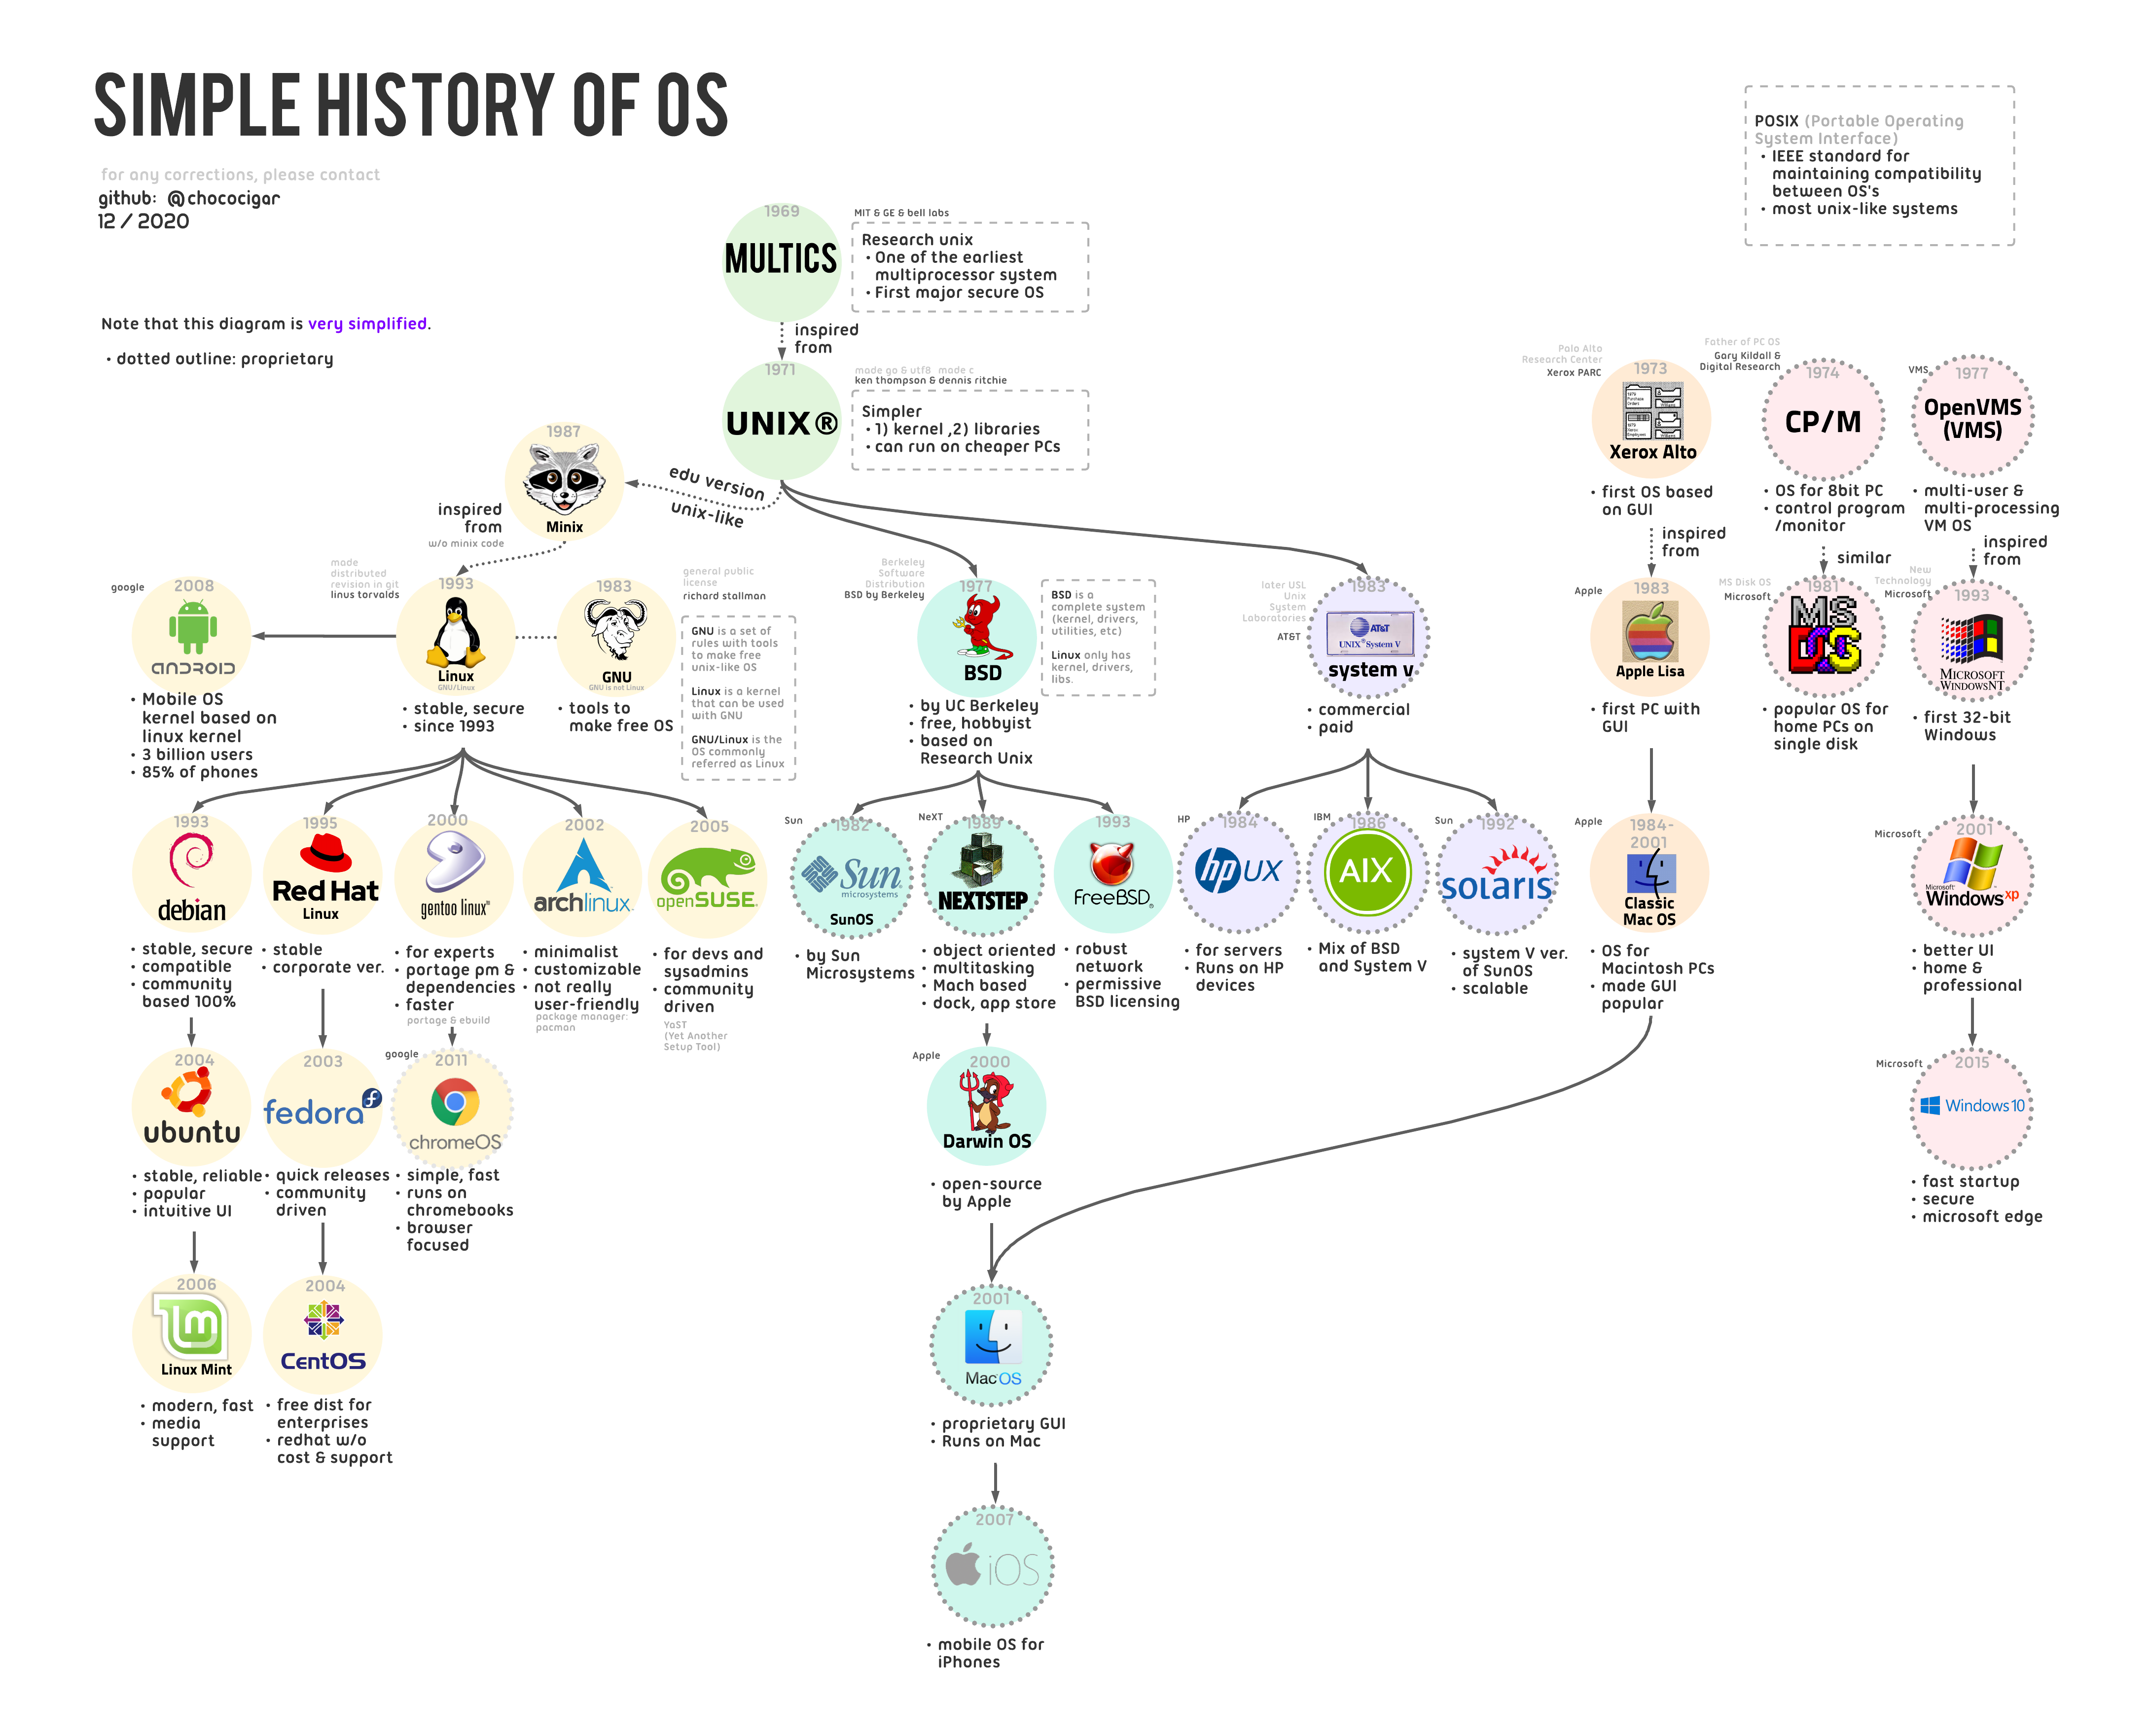 SIMPLE HISTORY OF OS
for any corrections, please contact
github: @chococigar
12 / 2020
Note that this diagram is very simplified.
• dotted outline: proprietary
POSIX (Portable Operating
System Interface)
• IEEE standard for
maintaining compatibility
between OS's
• most unix-like systems
1969
MULTICS
MIT & GE & bell labs
Research unix
• One of the earliest
multiprocessor system
• First major secure OS
inspired
from
1971
UNIX®
made go & utf8 made c
ken thompson & dennis ritchie
Simpler
• 1) kernel ,2) libraries
• can run on cheaper PCs
edu version
unix-like
1987
Minix
inspired
from
w/o minix code
google
2008
ANDROID
• Mobile OS
kernel based on
linux kernel
• 3 billion users
• 85% of phones
made
distributed
revision in git
linus torvalds
1993
Linux
GNU/Linux
• stable, secure
• since 1993
1983
GNU
GNU is not Linux
• tools to
make free OS
general public
license
richard stallman
GNU is a set of
rules with tools
to make free
unix-like OS
Linux is a kernel
that can be used
with GNU
GNU/Linux is the
OS commonly
referred as Linux
Berkeley
Software
Distribution
BSD by Berkeley
1977
BSD
• by UC Berkeley
• free, hobbyist
• based on
Research Unix
BSD is a
complete system
(kernel, drivers,
utilities, etc)
Linux only has
kernel, drivers,
libs.
later USL
Unix
System
Laboratories
AT&T
1983
AT&T
UNIX® System V
system v
• commercial
• paid
Palo Alto
Research Center
Xerox PARC
1973
Xerox Alto
• first OS based
on GUI
inspired
from
Apple
1983
Apple Lisa
• first PC with
GUI
Father of PC OS
Gary Kildall &
Digital Research
1974
CP/M
• OS for 8bit PC
• control program
/monitor
similar
MS Disk OS
Microsoft
1981
MS
DOS
• popular OS for
home PCs on
single disk
VMS
1977
OpenVMS
(VMS)
• multi-user &
multi-processing
VM OS
inspired
from
New
Technology
Microsoft
1993
MICROSOFT
WINDOWSNT
• first 32-bit
Windows
1993
debian
• stable, secure
• compatible
• community
based 100%
1995
Red Hat
Linux
• stable
• corporate ver.
2000
gentoo linux
• for experts
• portage pm &
dependencies
• faster
portage & ebuild
2002
archlinux
• minimalist
• customizable
• not really
user-friendly
package manager:
pacman
2005
openSUSE
• for devs and
sysadmins
• community
driven
YaST
(Yet Another
Setup Tool)
Sun
1982
Sun
microsystems
SunOS
• by Sun
Microsystems
NeXT
1989
NEXTSTEP
• object oriented
• multitasking
• Mach based
• dock, app store
1993
FreeBSD
• robust
network
• permissive
BSD licensing
HP
1984
hp UX
• for servers
• Runs on HP
devices
IBM
1986
AIX
• Mix of BSD
and System V
Sun
1992
solaris
• system V ver.
of SunOS
• scalable
Apple
1984-
2001
Classic
Mac OS
• OS for
Macintosh PCs
• made GUI
popular
Microsoft
2001
Microsoft
Windows xp
• better UI
• home &
professional
2004
ubuntu
• stable, reliable
• popular
• intuitive UI
2003
fedora
• quick releases
• community
driven
google
2011
chromeOS
• simple, fast
• runs on
chromebooks
• browser
focused
Apple
2000
Darwin OS
• open-source
by Apple
Microsoft
2015
Windows 10
• fast startup
• secure
• microsoft edge
2006
Linux Mint
• modern, fast
• media
support
2004
CentOS
• free dist for
enterprises
• redhat w/o
cost & support
2001
Mac OS
• proprietary GUI
• Runs on Mac
2007
iOS
• mobile OS for
iPhones